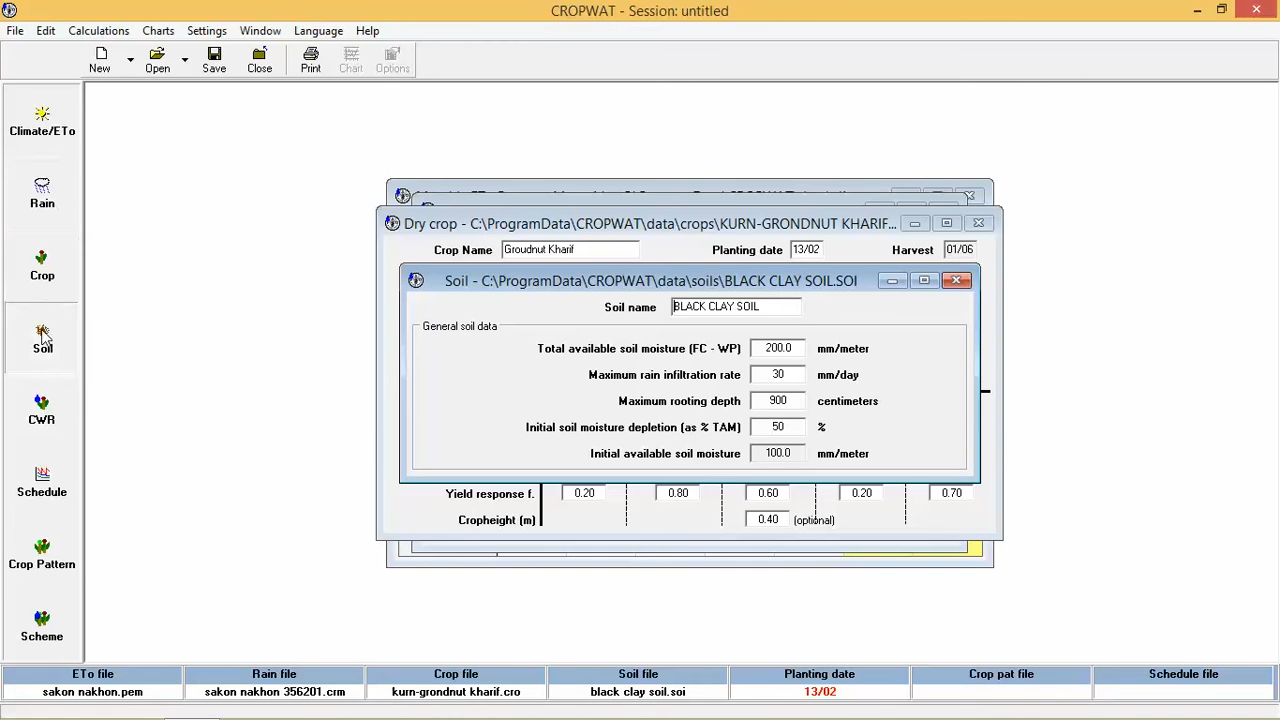 CROPWAT - Session: untitled
File Edit Calculations Charts Settings Window Language Help
New Open Save Close Print Chart Options
Climate/ETo
Rain
Crop
Soil
CWR
Schedule
Crop Pattern
Scheme
Dry crop - C:\ProgramData\CROPWAT\data\crops\KURN-GRONDNUT KHARIF...
Crop Name Groudnut Kharif Planting date 13/02 Harvest 01/06
Soil - C:\ProgramData\CROPWAT\data\soils\BLACK CLAY SOIL.SOI
Soil name BLACK CLAY SOIL
General soil data
Total available soil moisture (FC - WP) 200.0 mm/meter
Maximum rain infiltration rate 30 mm/day
Maximum rooting depth 900 centimeters
Initial soil moisture depletion (as % TAM) 50 %
Initial available soil moisture 100.0 mm/meter
Yield response f. 0.20 0.80 0.60 0.20 0.70
Cropheight (m) 0.40 (optional)
ETo file Rain file Crop file Soil file Planting date Crop pat file Schedule file
sakon nakhon.pem sakon nakhon 356201.crm kurn-grondnut kharif.cro black clay soil.soi 13/02